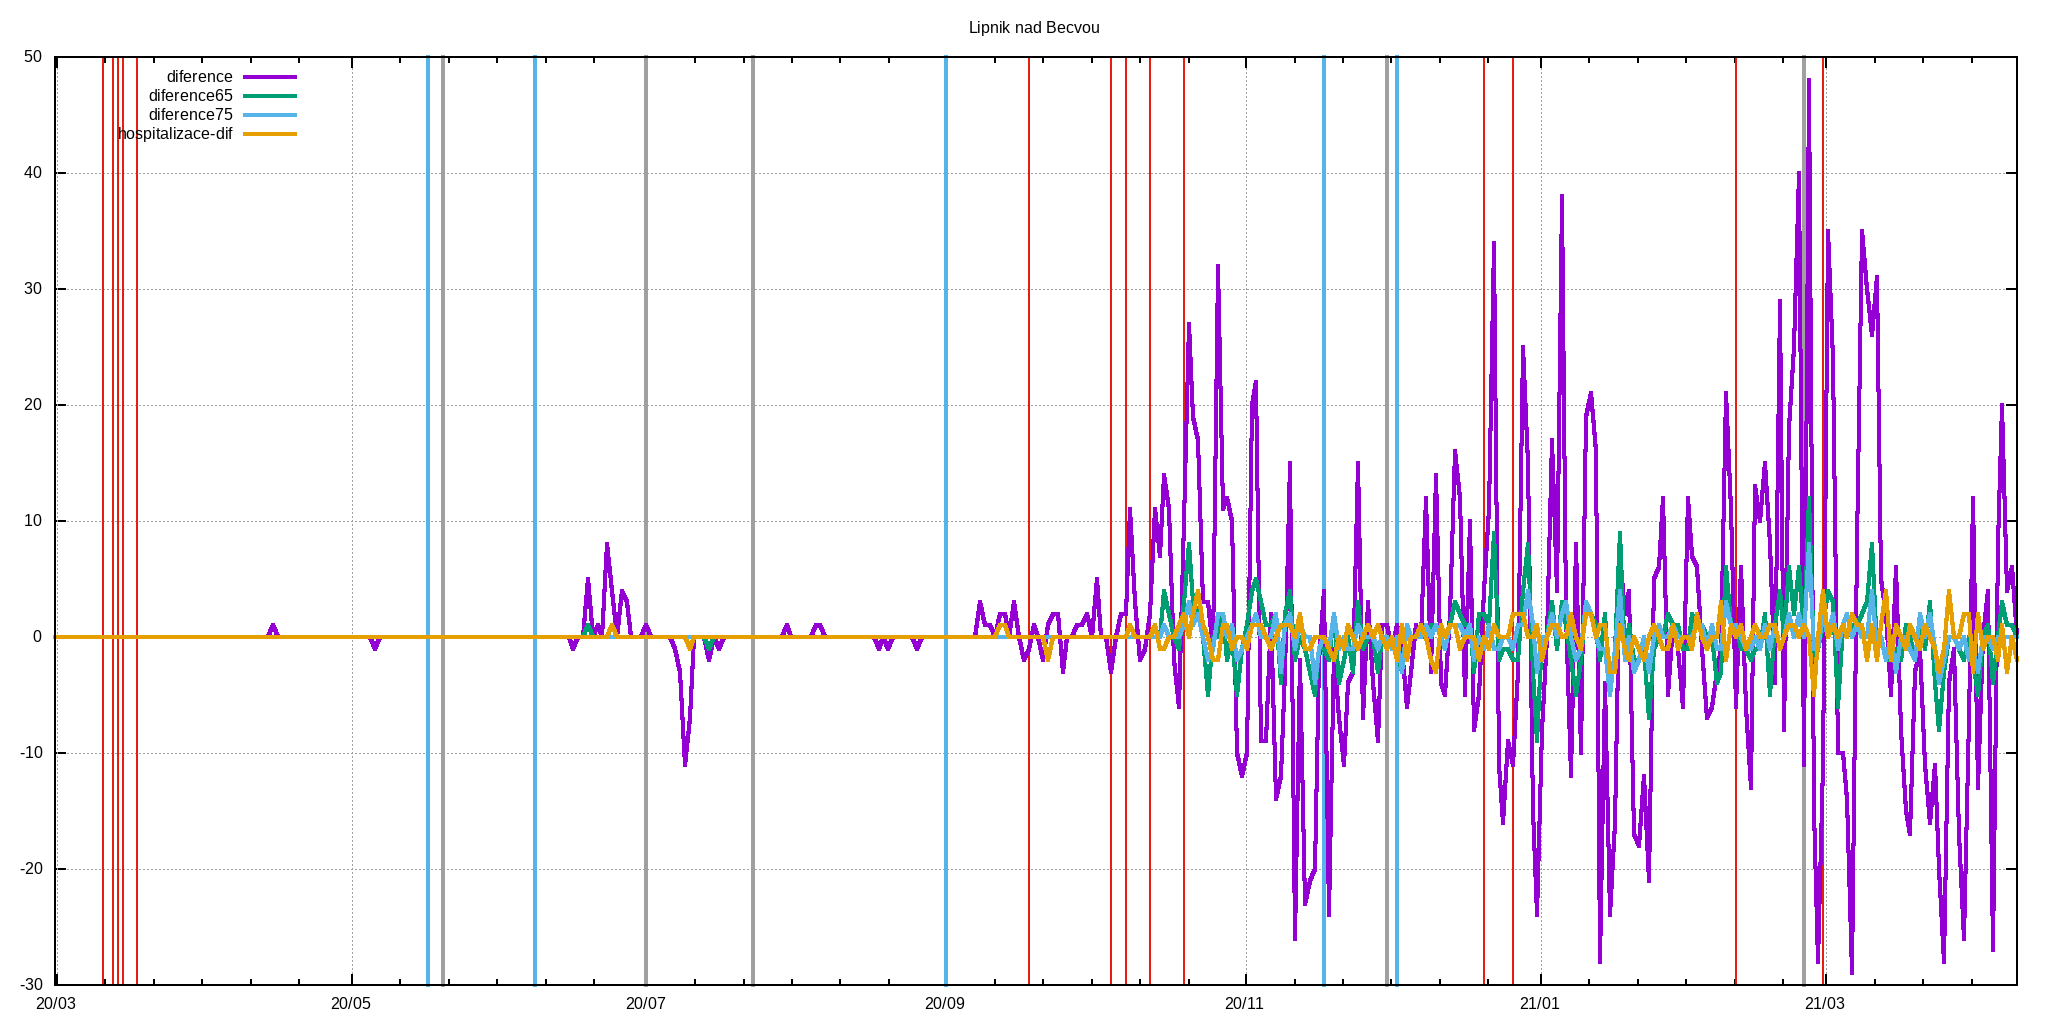 Lipnik nad Becvou
50
diference
diference65
diference75
hospitalizace-dif
40
30
20
10
0
-10
-20
-30
20/03 20/05 20/07 20/09 20/11 21/01 21/03